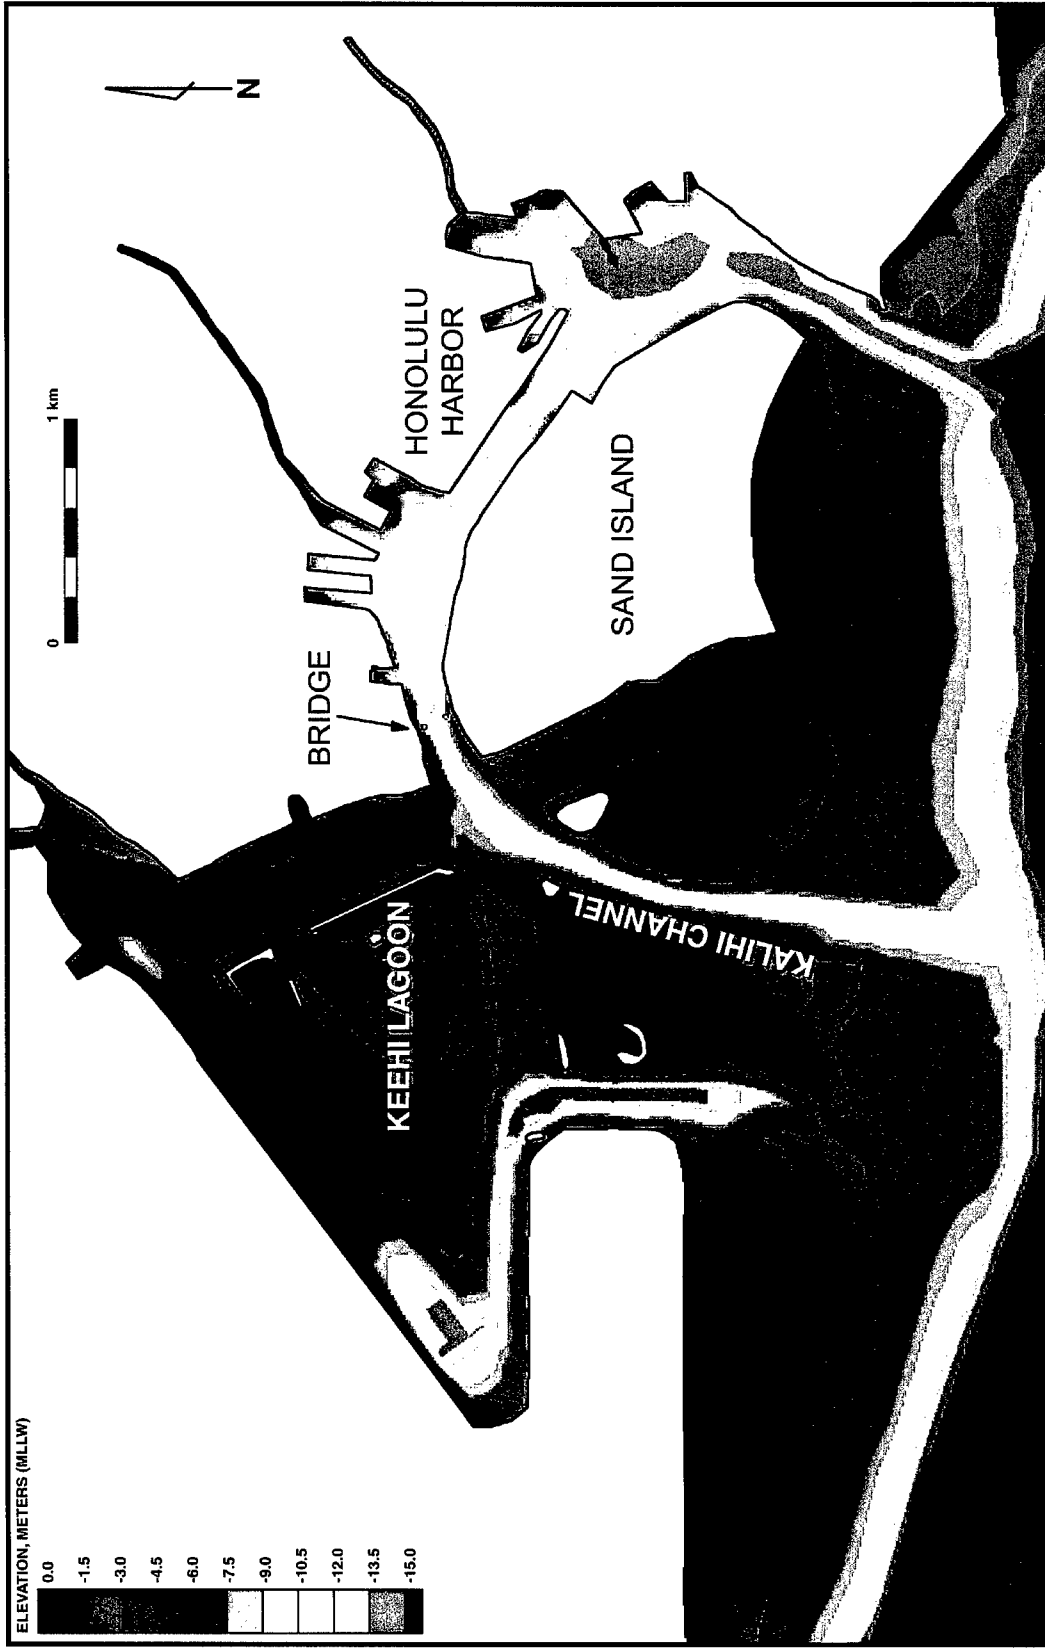 ELEVATION, METERS (MLLW)
0.0
-1.5
-3.0
-4.5
-6.0
-7.5
-9.0
-10.5
-12.0
-13.5
-15.0
0
1 km
N
BRIDGE
HONOLULU
HARBOR
KEEHI LAGOON
KALIHI CHANNEL
SAND ISLAND